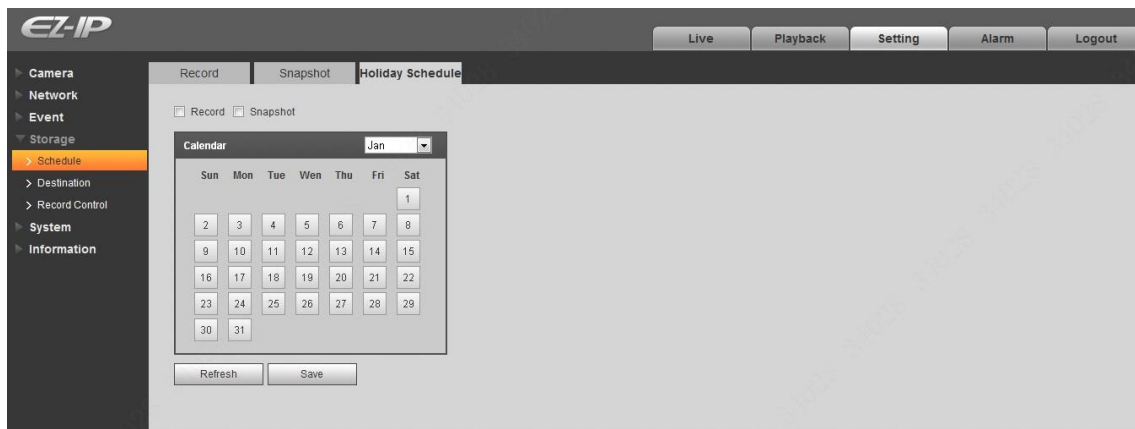 EZ-IP
Live Playback Setting Alarm Logout
Camera
Network
Event
Storage
Schedule
Destination
Record Control
System
Information
Record Snapshot Holiday Schedule
Record Snapshot
Calendar Jan
Sun Mon Tue Wen Thu Fri Sat
1
2 3 4 5 6 7 8
9 10 11 12 13 14 15
16 17 18 19 20 21 22
23 24 25 26 27 28 29
30 31
Refresh Save